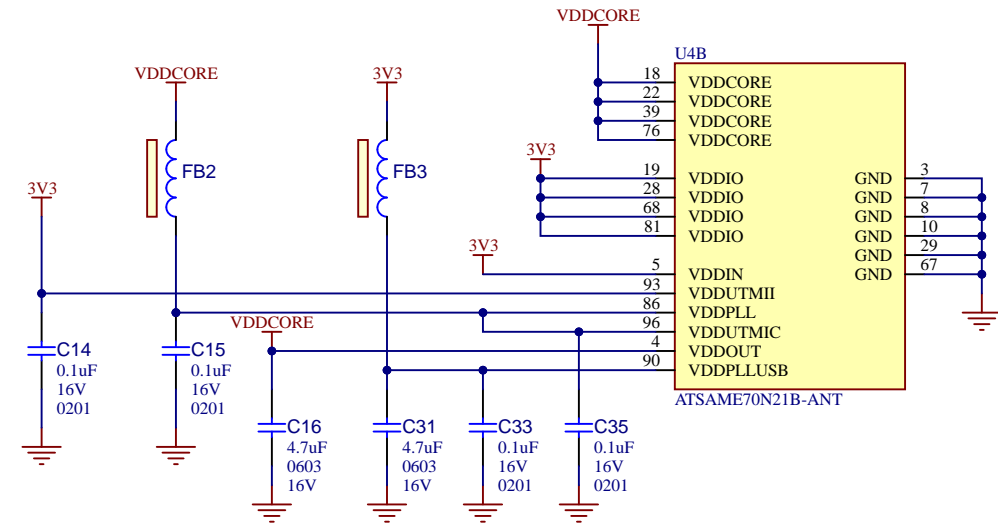 VDDCORE
U4B
18 VDDCORE
22 VDDCORE
39 VDDCORE
76 VDDCORE
VDDCORE
3V3
FB2
FB3
3V3
3V3
19 VDDIO GND 3
28 VDDIO GND 7
68 VDDIO GND 8
81 VDDIO GND 10
GND 29
3V3
5 VDDIN GND 67
93 VDDUTMII
86 VDDPLL
VDDCORE
96 VDDUTMIC
4 VDDOUT
90 VDDPLLUSB
ATSAME70N21B-ANT
C14
0.1uF
16V
0201
C15
0.1uF
16V
0201
C16
4.7uF
0603
16V
C31
4.7uF
0603
16V
C33
0.1uF
16V
0201
C35
0.1uF
16V
0201